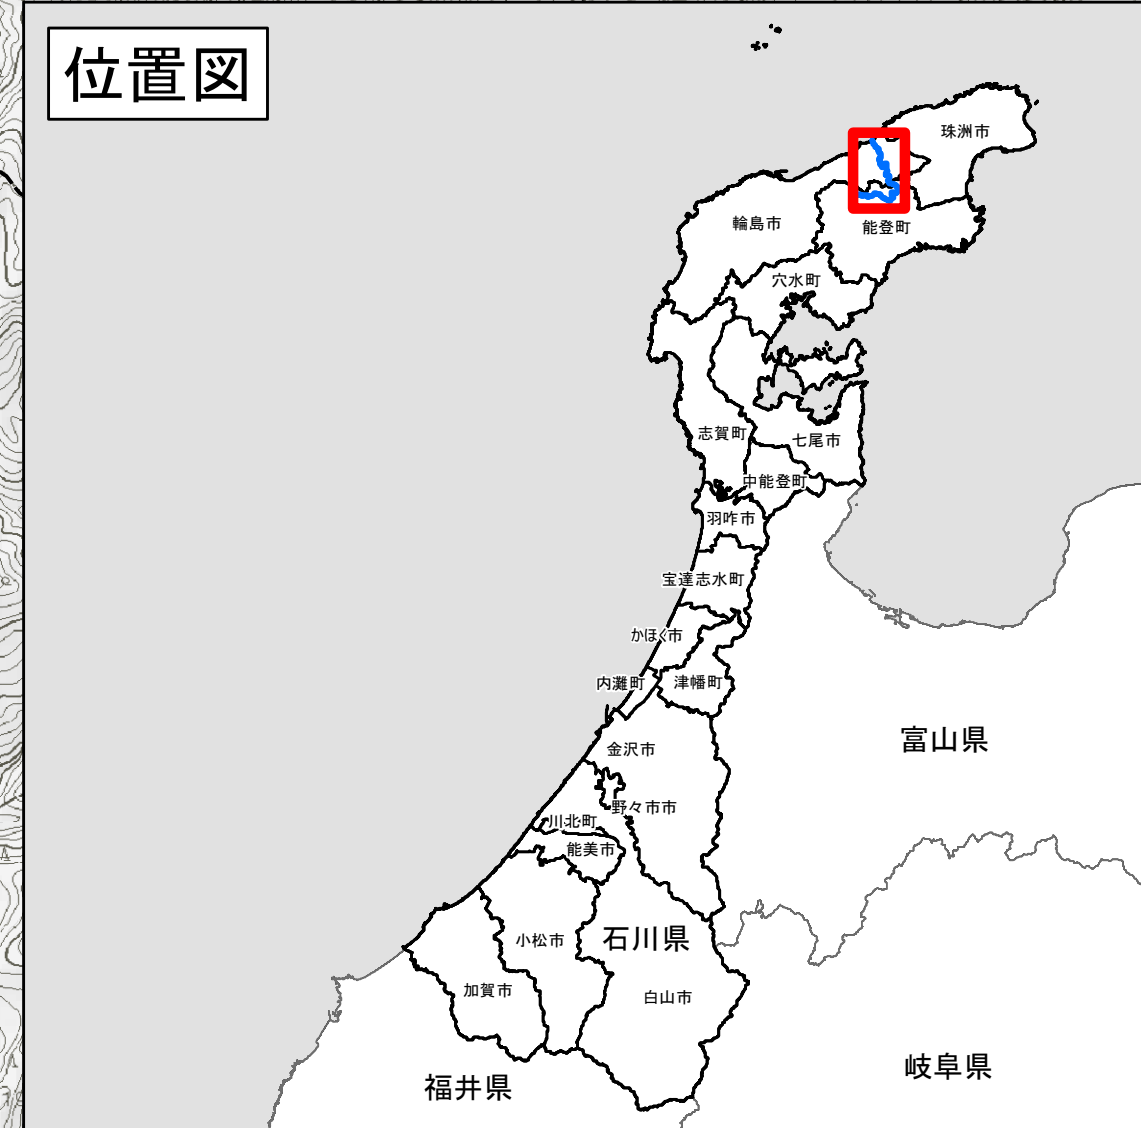 位置図
珠洲市
輪島市
能登町
穴水町
志賀町
七尾市
中能登町
羽咋市
宝達志水町
かほく市
内灘町
津幡町
金沢市
富山県
野々市市
川北町
能美市
石川県
小松市
加賀市
白山市
岐阜県
福井県